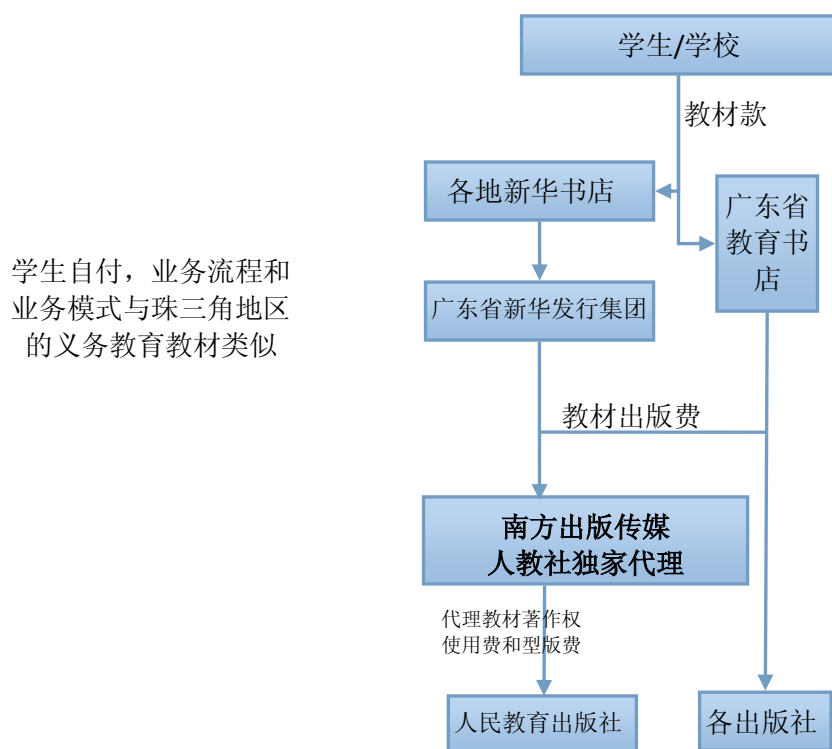 学生/学校
教材款
各地新华书店
广东省
教育书
店
学生自付，业务流程和
业务模式与珠三角地区
的义务教育教材类似
广东省新华发行集团
教材出版费
南方出版传媒
人教社独家代理
代理教材著作权
使用费和型版费
人民教育出版社
各出版社